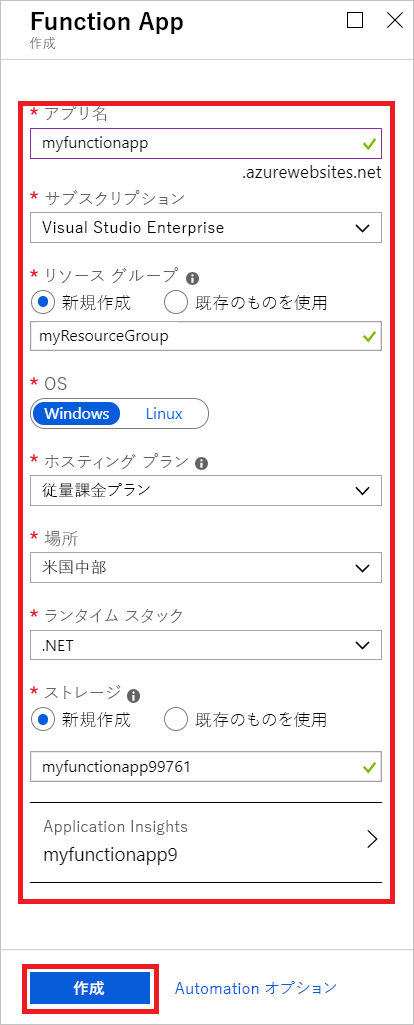 Function App
作成
* アプリ名
myfunctionapp
.azurewebsites.net
* サブスクリプション
Visual Studio Enterprise
* リソース グループ
新規作成 既存のものを使用
myResourceGroup
* OS
Windows Linux
* ホスティング プラン
従量課金プラン
* 場所
米国中部
* ランタイム スタック
.NET
* ストレージ
新規作成 既存のものを使用
myfunctionapp99761
Application Insights
myfunctionapp9
作成 Automation オプション